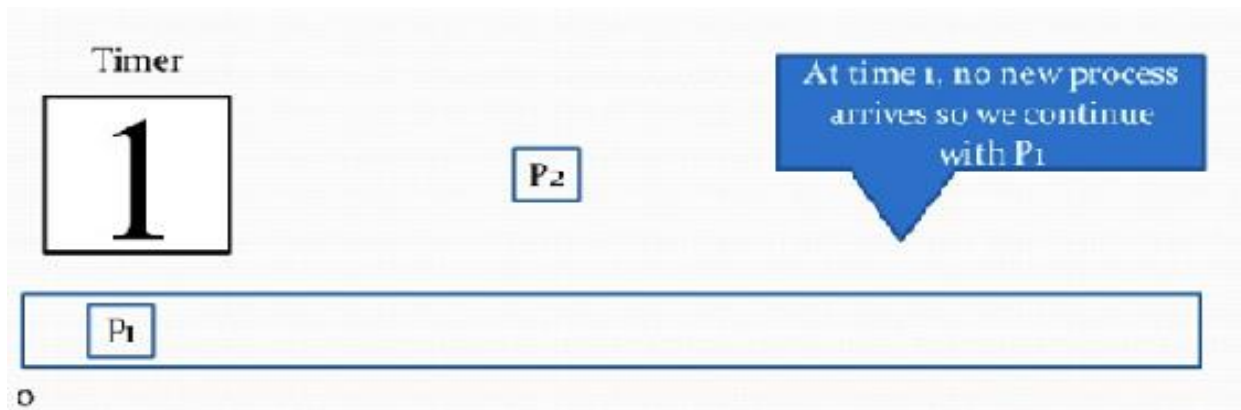 Timer
1
At time 1, no new process
arrives so we continue
with P1
P2
P1
0